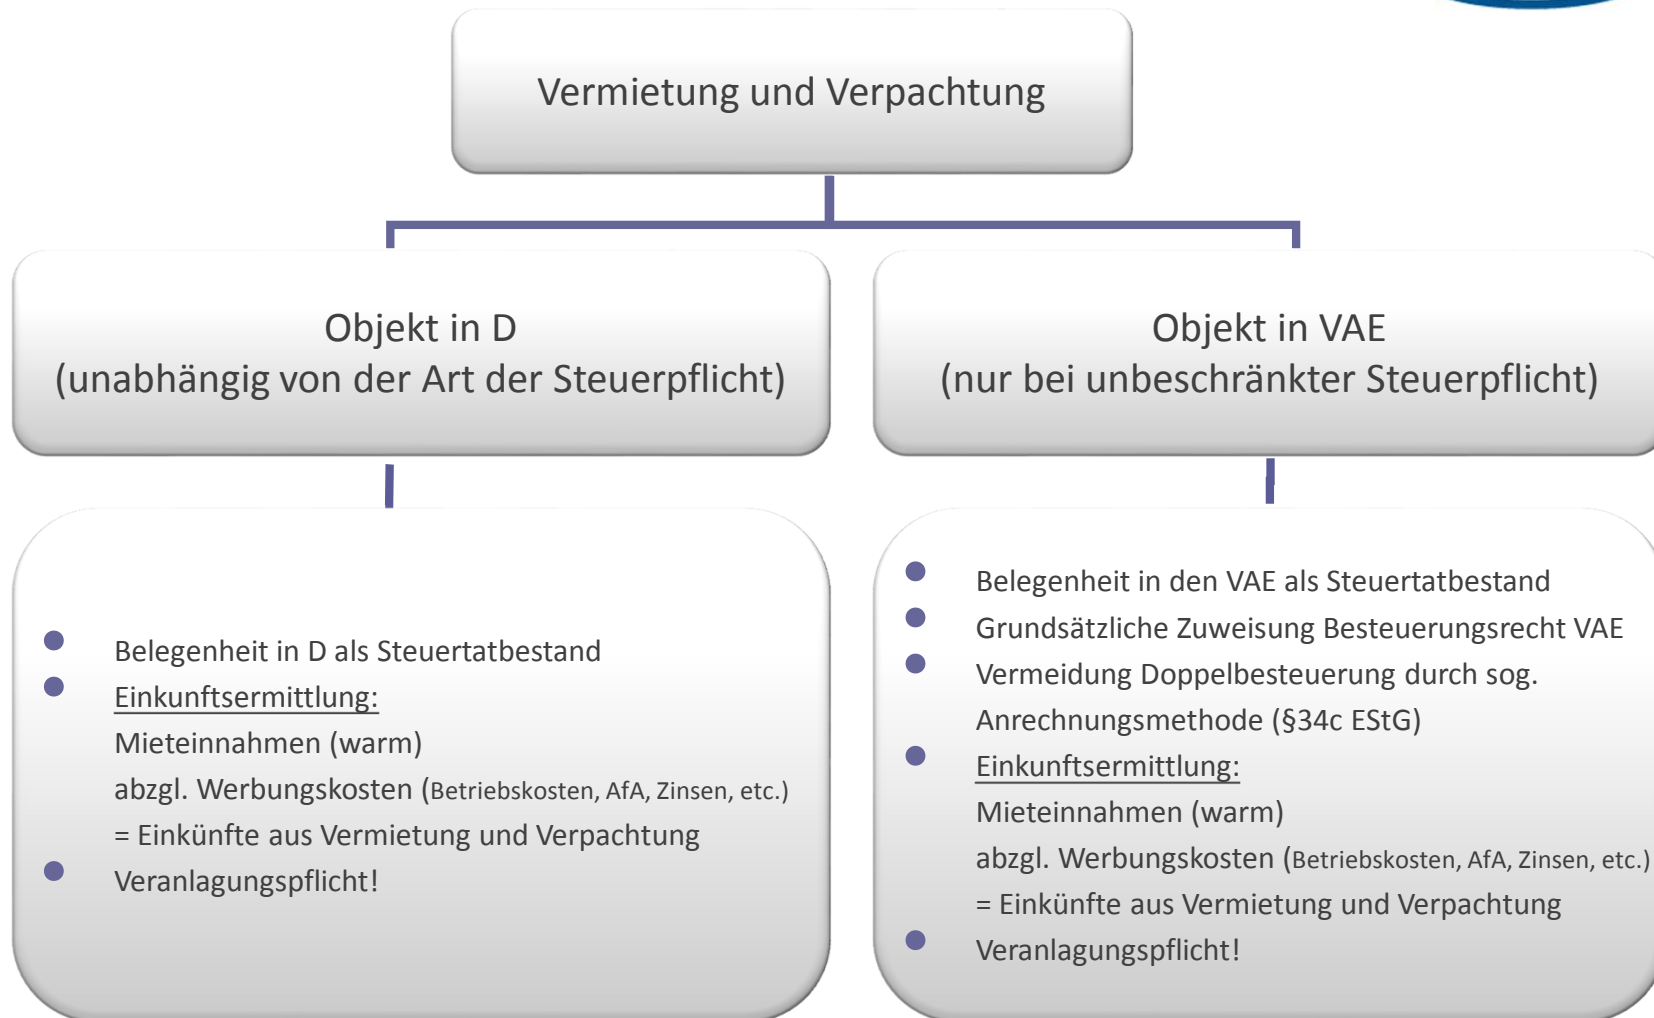 Vermietung und Verpachtung
Objekt in D
(unabhängig von der Art der Steuerpflicht)
Objekt in VAE
(nur bei unbeschränkter Steuerpflicht)
Belegenheit in D als Steuertatbestand
Einkunftsermittlung:
Mieteinnahmen (warm)
abzgl. Werbungskosten (Betriebskosten, AfA, Zinsen, etc.)
= Einkünfte aus Vermietung und Verpachtung
Veranlagungspflicht!
Belegenheit in den VAE als Steuertatbestand
Grundsätzliche Zuweisung Besteuerungsrecht VAE
Vermeidung Doppelbesteuerung durch sog.
Anrechnungsmethode (§34c EStG)
Einkunftsermittlung:
Mieteinnahmen (warm)
abzgl. Werbungskosten (Betriebskosten, AfA, Zinsen, etc.)
= Einkünfte aus Vermietung und Verpachtung
Veranlagungspflicht!